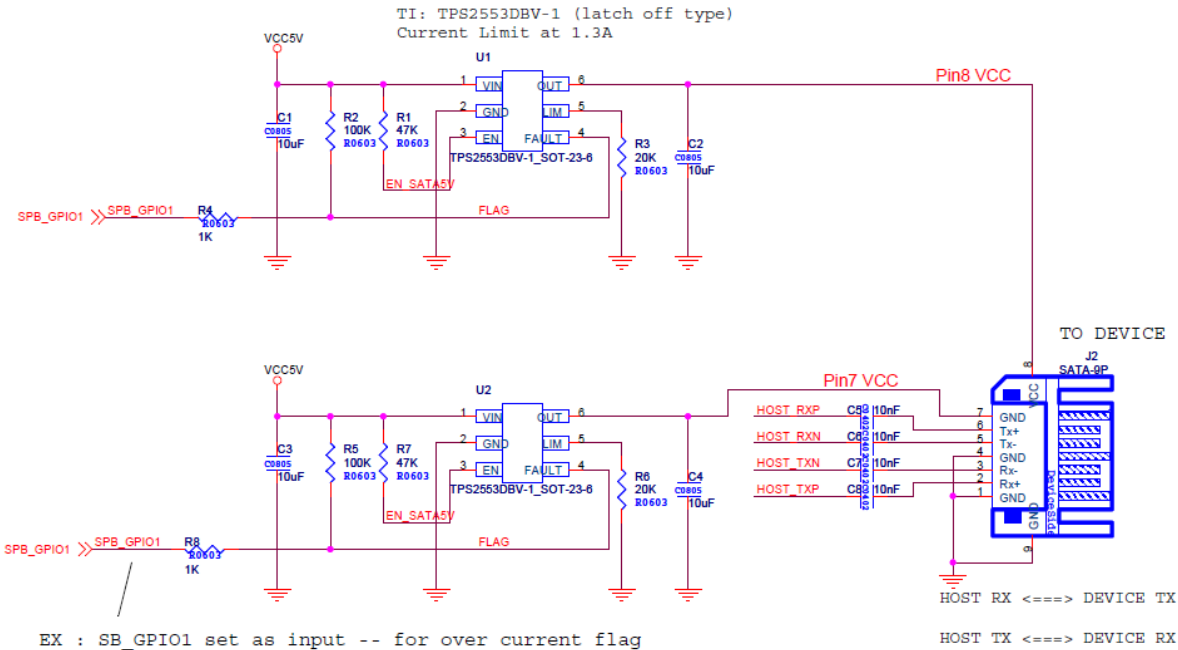 TI: TPS2553DBV-1 (latch off type)
Current Limit at 1.3A
VCC5V
U1
Pin8 VCC
1 VIN OUT 6
2 GND LIM 5
3 EN FAULT 4
TPS2553DBV-1_SOT-23-6
C1
C0805
10uF
R2
100K
R0603
R1
47K
R0603
R3
20K
R0603
C2
C0805
10uF
EN_SATA5V
SPB_GPIO1 SPB_GPIO1
R4
R0603
1K
FLAG
TO DEVICE
J2
SATA-9P
VCC5V
U2
Pin7 VCC
1 VIN OUT 6
2 GND LIM 5
3 EN FAULT 4
TPS2553DBV-1_SOT-23-6
C3
C0805
10uF
R5
100K
R0603
R7
47K
R0603
R6
20K
R0603
C4
C0805
10uF
EN_SATA5V
SPB_GPIO1 SPB_GPIO1
R8
R0603
1K
FLAG
HOST_RXP C5 10nF
HOST_RXN C6 10nF
HOST_TXN C7 10nF
HOST_TXP C8 10nF
C0402
8 VCC
7 GND
6 Tx+
5 Tx-
4 GND
3 Rx-
2 Rx+
1 GND
9 GND
DeviceSide
HOST RX <===> DEVICE TX
EX : SB_GPIO1 set as input -- for over current flag
HOST TX <===> DEVICE RX